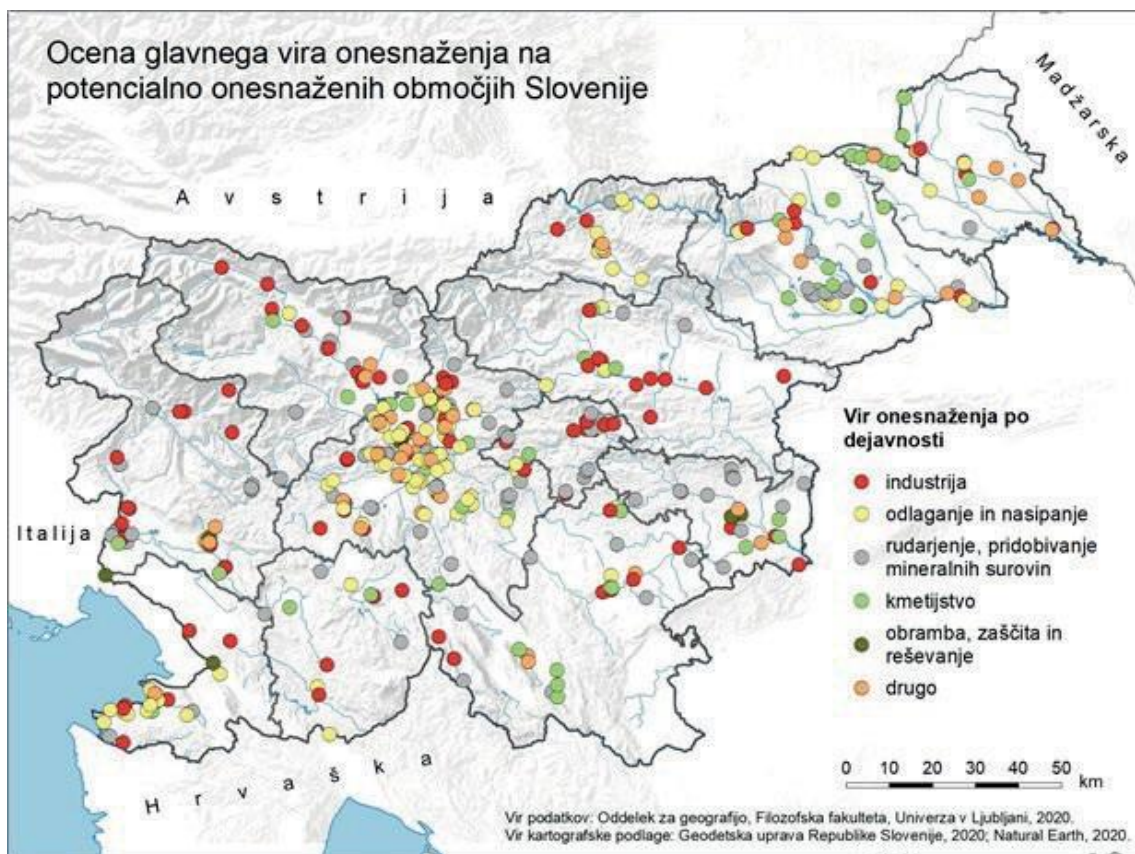 Ocena glavnega vira onesnaženja na
potencialno onesnaženih območjih Slovenije
Madžarska
Avstrija
Italija
Hrvaška
Vir onesnaženja po
dejavnosti
industrija
odlaganje in nasipanje
rudarjenje, pridobivanje
mineralnih surovin
kmetijstvo
obramba, zaščita in
reševanje
drugo
0 10 20 30 40 50
km
Vir podatkov: Oddelek za geografijo, Filozofska fakulteta, Univerza v Ljubljani, 2020.
Vir kartografske podlage: Geodetska uprava Republike Slovenije, 2020; Natural Earth, 2020.